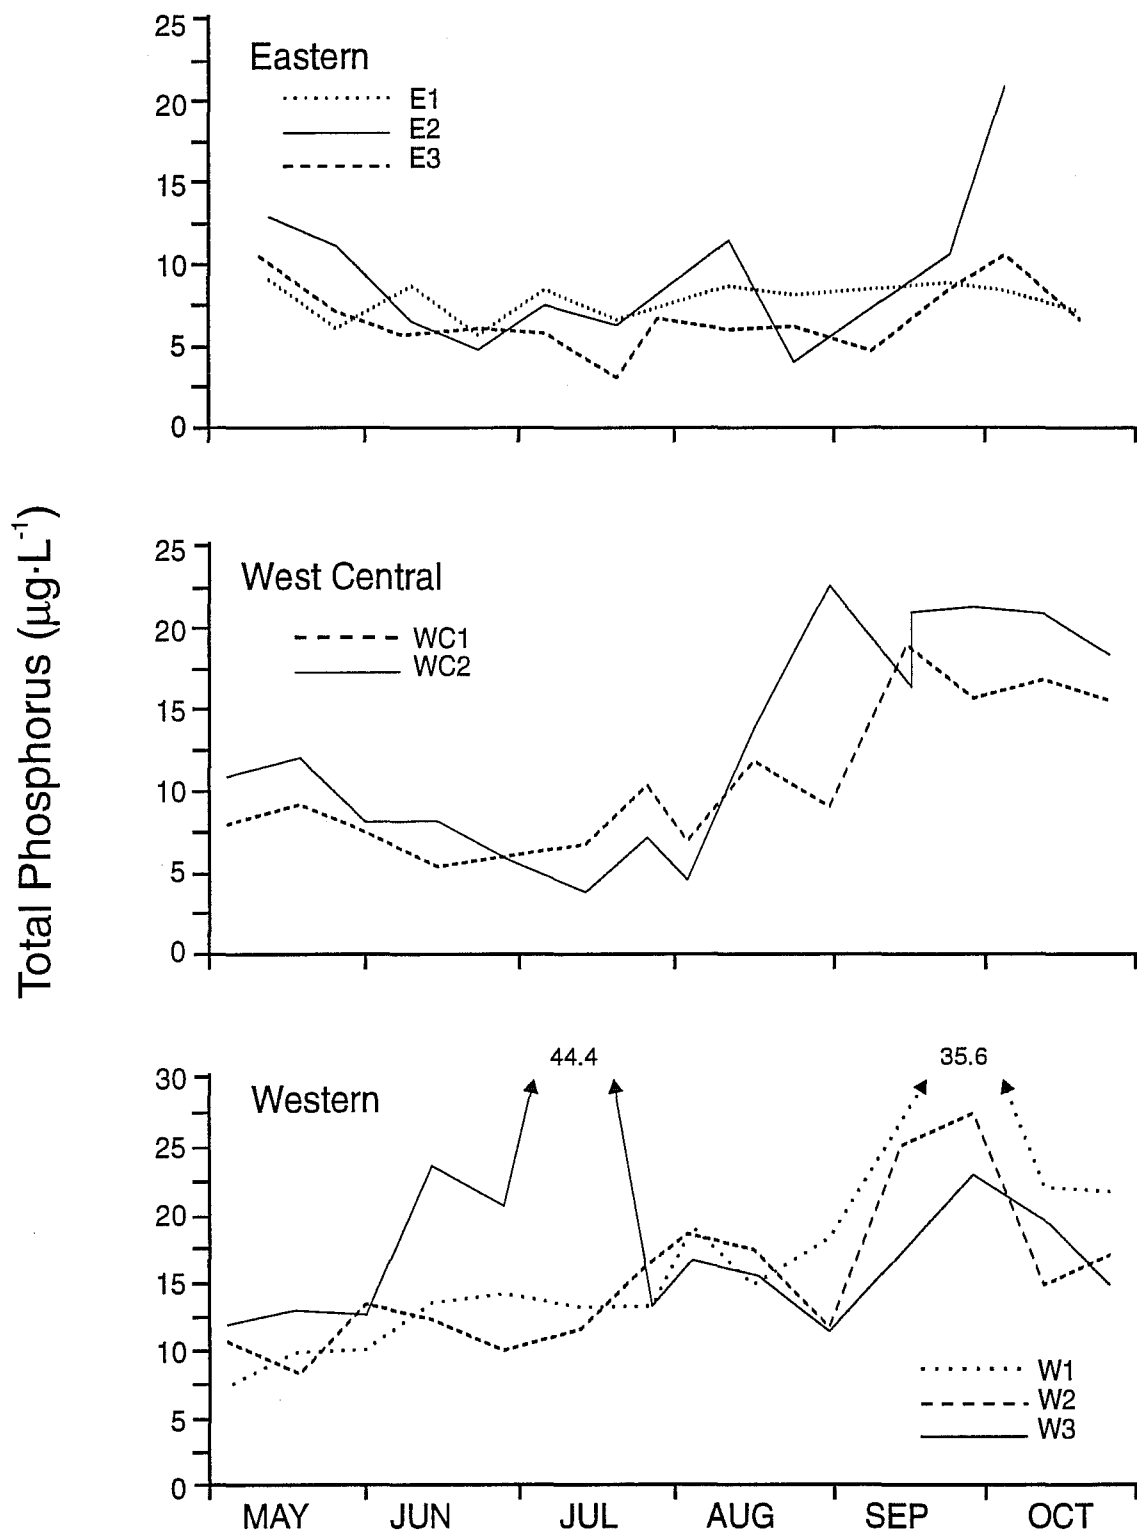 Total Phosphorus (µg·L⁻¹)
25
20
15
10
5
0
Eastern
E1
E2
E3
25
20
15
10
5
0
West Central
WC1
WC2
44.4
35.6
30
25
20
15
10
5
0
Western
W1
W2
W3
MAY JUN JUL AUG SEP OCT